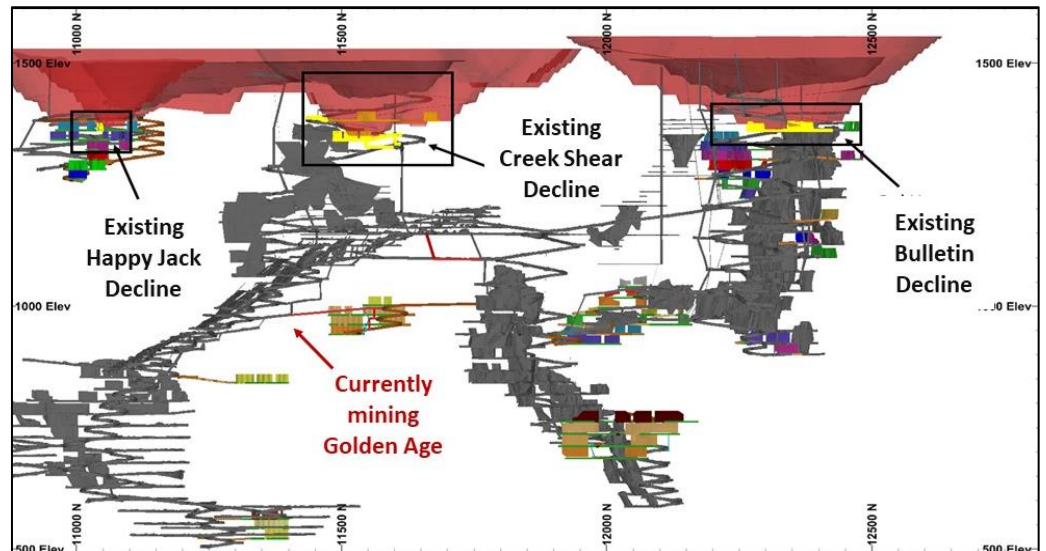 11000 N
11500 N
12000 N
12500 N
1500 Elev
1500 Elev
Existing
Creek Shear
Decline
Existing
Happy Jack
Decline
Existing
Bulletin
Decline
1000 Elev
Elev
Currently
mining
Golden Age
11000 N
11500 N
12000 N
12500 N
500 Elev
500 Elev